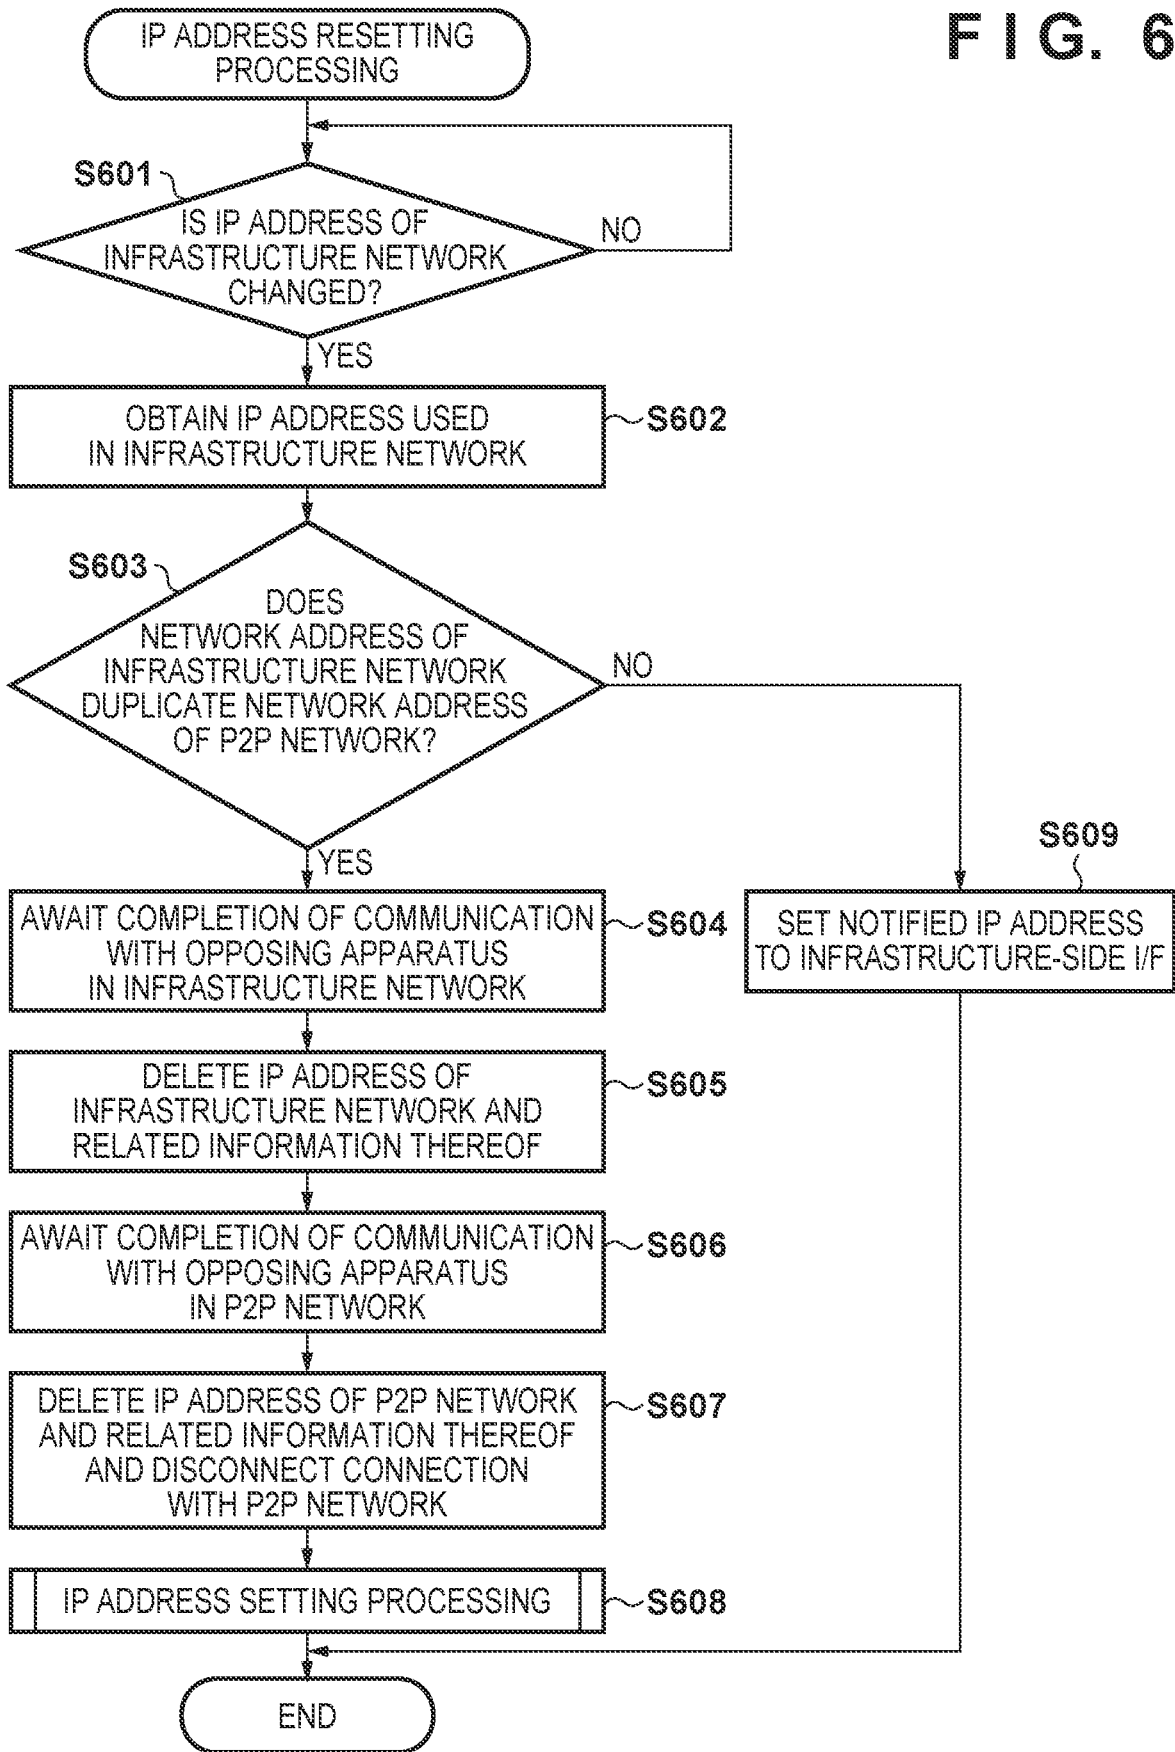 FIG. 6
IP ADDRESS RESETTING
PROCESSING
S601
IS IP ADDRESS OF
INFRASTRUCTURE NETWORK
CHANGED?
NO
YES
OBTAIN IP ADDRESS USED
IN INFRASTRUCTURE NETWORK
S602
S603
DOES
NETWORK ADDRESS OF
INFRASTRUCTURE NETWORK
DUPLICATE NETWORK ADDRESS
OF P2P NETWORK?
NO
YES
AWAIT COMPLETION OF COMMUNICATION
WITH OPPOSING APPARATUS
IN INFRASTRUCTURE NETWORK
S604
S609
SET NOTIFIED IP ADDRESS
TO INFRASTRUCTURE-SIDE I/F
DELETE IP ADDRESS OF
INFRASTRUCTURE NETWORK AND
RELATED INFORMATION THEREOF
S605
AWAIT COMPLETION OF COMMUNICATION
WITH OPPOSING APPARATUS
IN P2P NETWORK
S606
DELETE IP ADDRESS OF P2P NETWORK
AND RELATED INFORMATION THEREOF
AND DISCONNECT CONNECTION
WITH P2P NETWORK
S607
IP ADDRESS SETTING PROCESSING
S608
END